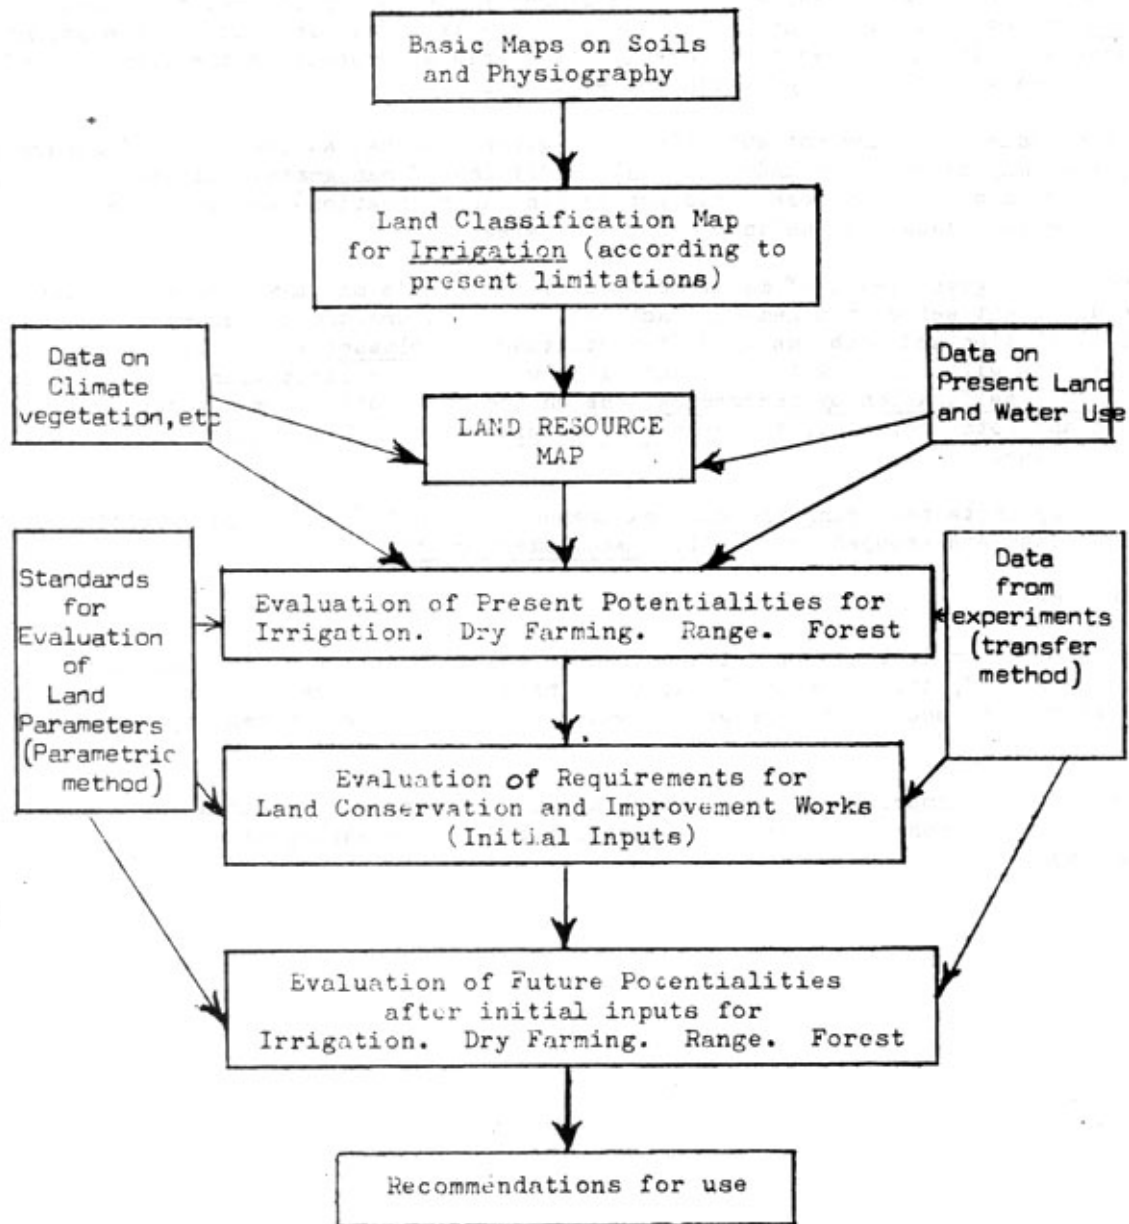 Basic Maps on Soils
and Physiography
Land Classification Map
for Irrigation (according to
present limitations)
Data on
Climate
vegetation, etc
Data on
Present Land
and Water Use
LAND RESOURCE
MAP
Standards
for
Evaluation
of
Land
Parameters
(Parametric
method)
Evaluation of Present Potentialities for
Irrigation. Dry Farming. Range. Forest
Data
from
experiments
(transfer
method)
Evaluation of Requirements for
Land Conservation and Improvement Works
(Initial Inputs)
Evaluation of Future Potentialities
after initial inputs for
Irrigation. Dry Farming. Range. Forest
Recommendations for use